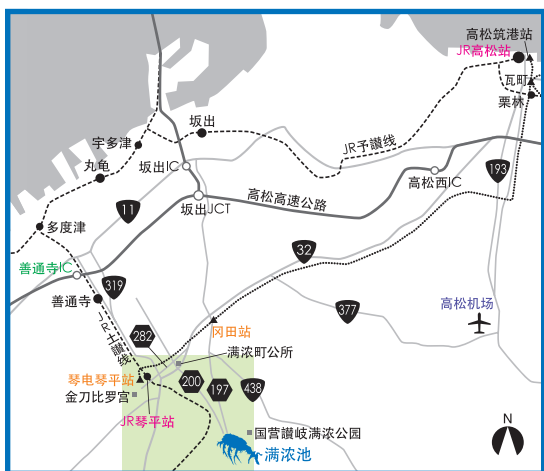 高松筑港站
JR高松站
瓦町
栗林
坂出
宇多津
JR予讃线
丸龟
坂出IC
高松西IC
193
坂出JCT
高松高速公路
11
多度津
32
善通寺IC
319
377
高松机场
善通寺
JR土讃线
282
冈田站
满浓町公所
琴电琴平站
200
197
438
金刀比罗宫
JR琴平站
N
国营讃岐满浓公园
满浓池